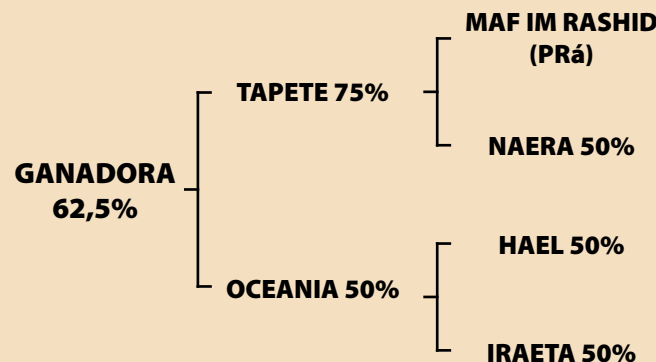 MAF IM RASHID
(PRá)
TAPETE 75%
NAERA 50%
GANADORA
62,5%
HAEL 50%
OCEANIA 50%
IRAETA 50%